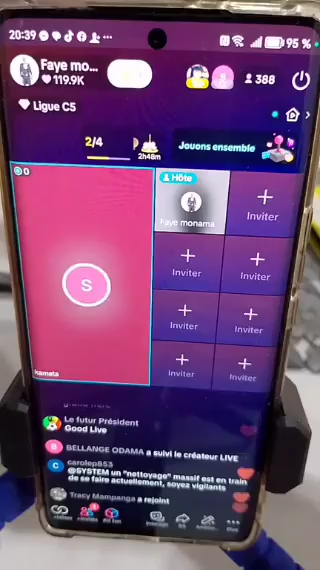 20:39
95 %
Faye mo...
119.9K
388
Ligue C5
2/4
2h48m
Jouons ensemble
0
Hôte
Faye monama
Inviter
Inviter
Inviter
Inviter
Inviter
Inviter
Inviter
S
kamata
Le futur Président
Good Live
B
BELLANGE ODAMA a suivi le créateur LIVE
C
carolep853
@SYSTEM un "nettoyage" massif est en train
de se faire actuellement, soyez vigilants
Tracy Mampanga a rejoint